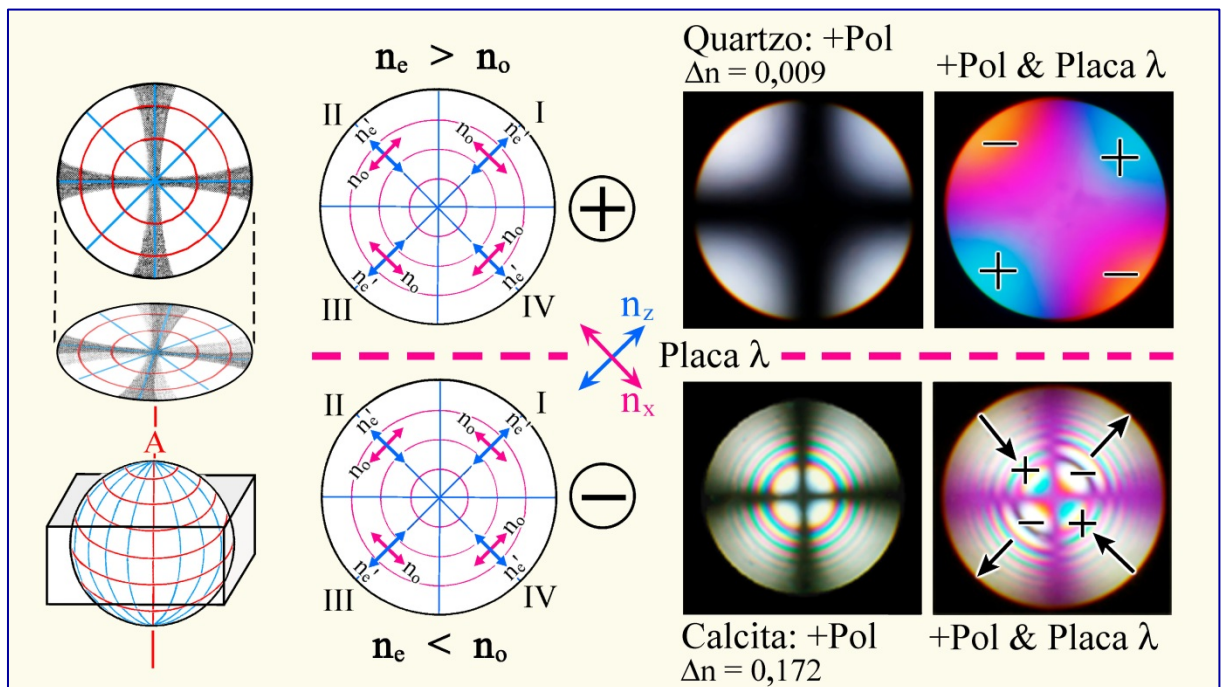 A
nₑ > nₒ
II
I
nₑ'
nₒ
nₒ
nₑ'
nₑ'
nₒ
nₒ
nₑ'
III
IV
+
n_z
Placa λ
n_x
II
I
nₑ'
nₒ
nₒ
nₑ'
nₑ'
nₒ
nₒ
nₑ'
III
IV
−
nₑ < nₒ
Quartzo: +Pol
Δn = 0,009
+Pol & Placa λ
−
+
+
−
+
−
−
+
Calcita: +Pol
Δn = 0,172
+Pol & Placa λ